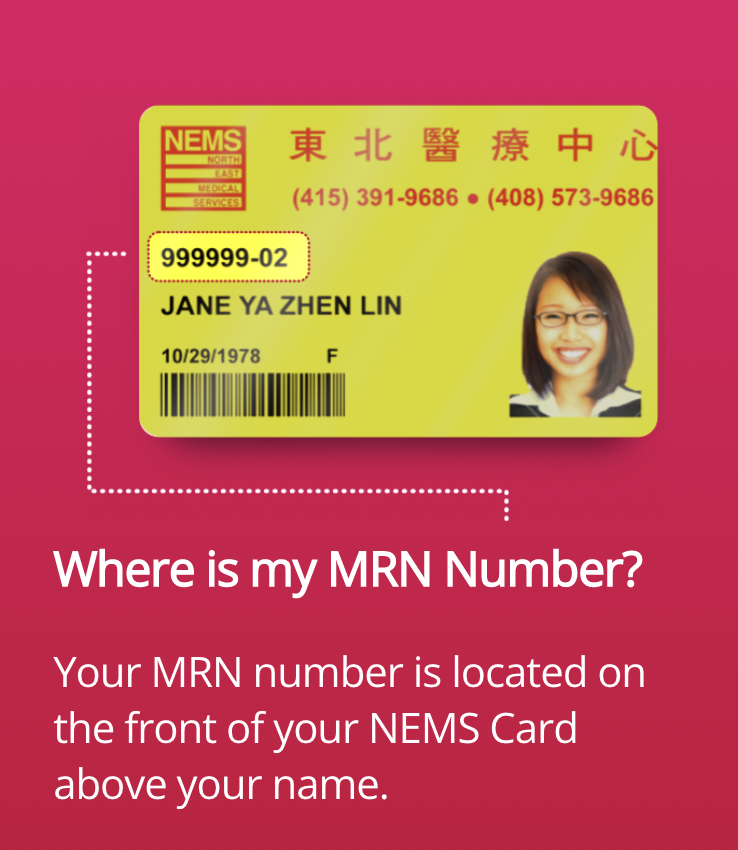 NEMS
NORTH
EAST
MEDICAL
SERVICES
東北醫療中心
(415) 391-9686 • (408) 573-9686
999999-02
JANE YA ZHEN LIN
10/29/1978 F
Where is my MRN Number?
Your MRN number is located on
the front of your NEMS Card
above your name.